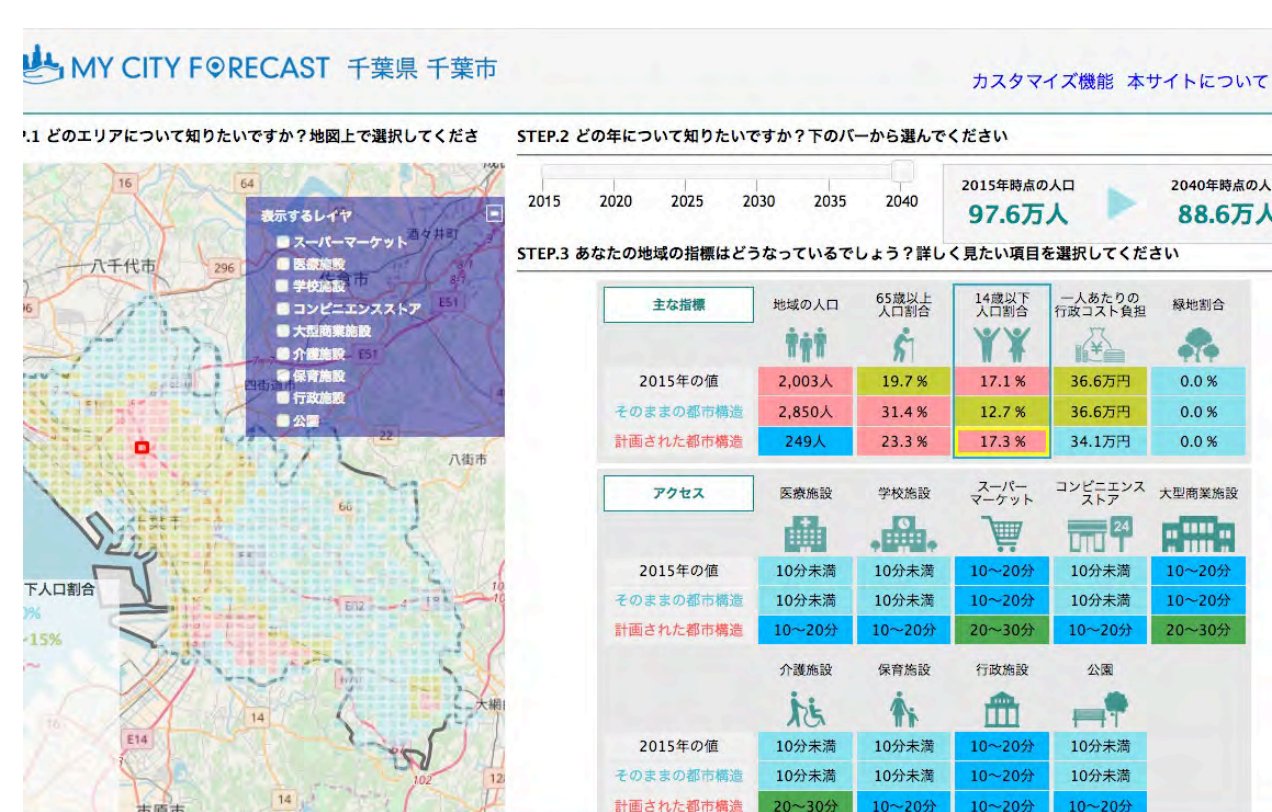 MY CITY FORECAST 千葉県 千葉市
カスタマイズ機能 本サイトについて
.1 どのエリアについて知りたいですか？地図上で選択してくださ
STEP.2 どの年について知りたいですか？下のバーから選んでください
2015 2020 2025 2030 2035 2040
2015年時点の人口
97.6万人
2040年時点の人
88.6万人
STEP.3 あなたの地域の指標はどうなっているでしょう？詳しく見たい項目を選択してください
16
64
表示するレイヤ
スーパーマーケット
医療施設
学校施設
コンビニエンスストア
大型商業施設
介護施設
保育施設
行政施設
公園
酒々井町
佐倉市
四街道市
八千代市
296
E51
E51
22
八街市
66
E82
14
E14
16
102
14
市原市
下人口割合
15%
主な指標 地域の人口 65歳以上人口割合 14歳以下人口割合 一人あたりの行政コスト負担 緑地割合
2015年の値 2,003人 19.7 % 17.1 % 36.6万円 0.0 %
そのままの都市構造 2,850人 31.4 % 12.7 % 36.6万円 0.0 %
計画された都市構造 249人 23.3 % 17.3 % 34.1万円 0.0 %
アクセス 医療施設 学校施設 スーパーマーケット コンビニエンスストア 大型商業施設
24
2015年の値 10分未満 10分未満 10〜20分 10分未満 10〜20分
そのままの都市構造 10分未満 10分未満 10〜20分 10分未満 10〜20分
計画された都市構造 10〜20分 10〜20分 20〜30分 10〜20分 20〜30分
介護施設 保育施設 行政施設 公園
2015年の値 10分未満 10分未満 10〜20分 10分未満
そのままの都市構造 10分未満 10分未満 10〜20分 10分未満
計画された都市構造 20〜30分 10〜20分 10〜20分 10〜20分